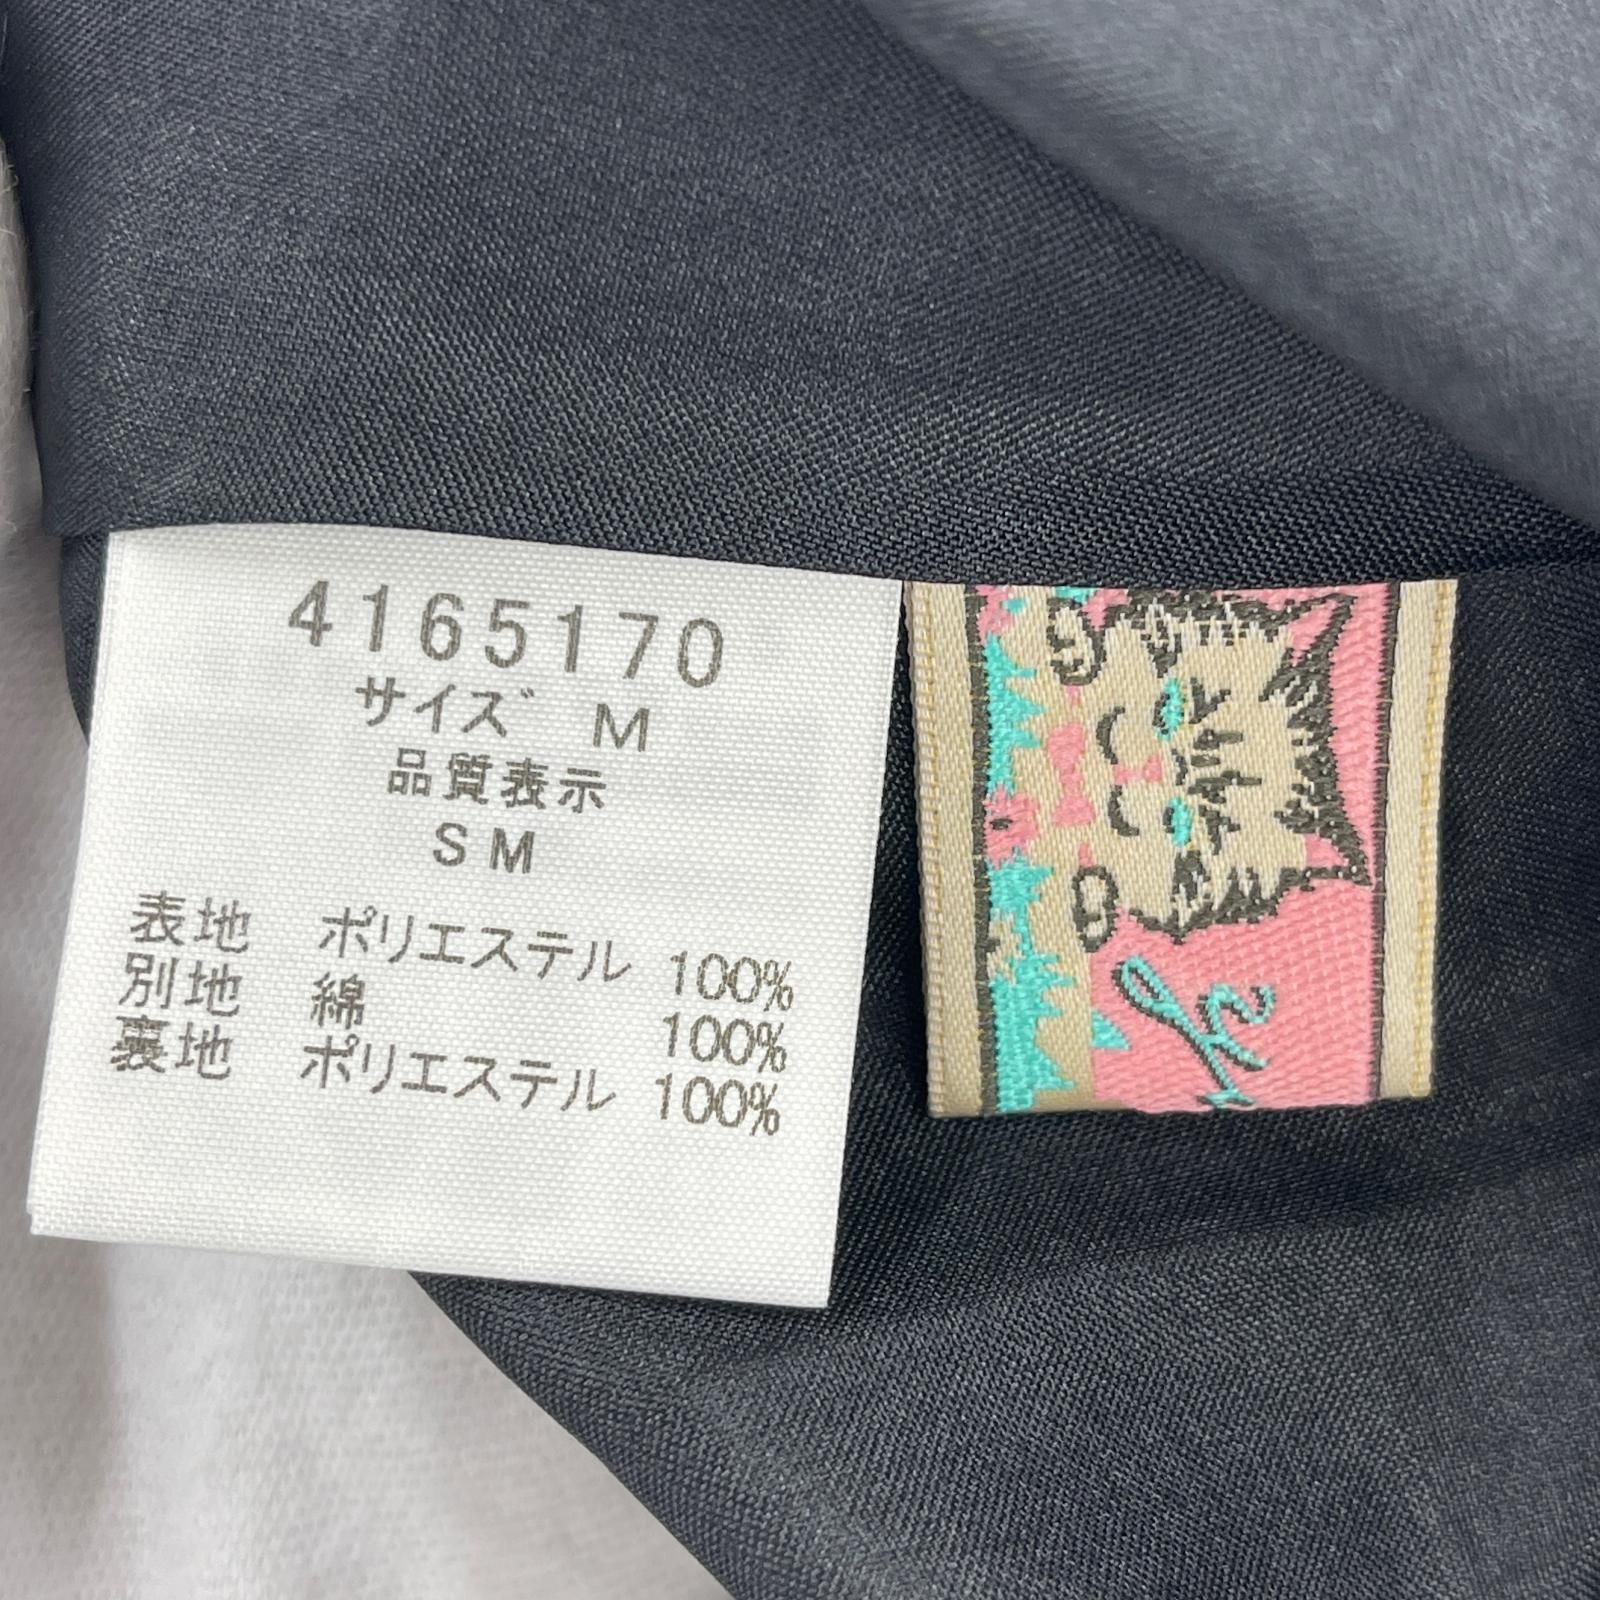 4165170
サイズ M
品質表示
S M
表地 ポリエステル 100%
別地 綿 100%
裏地 ポリエステル 100%